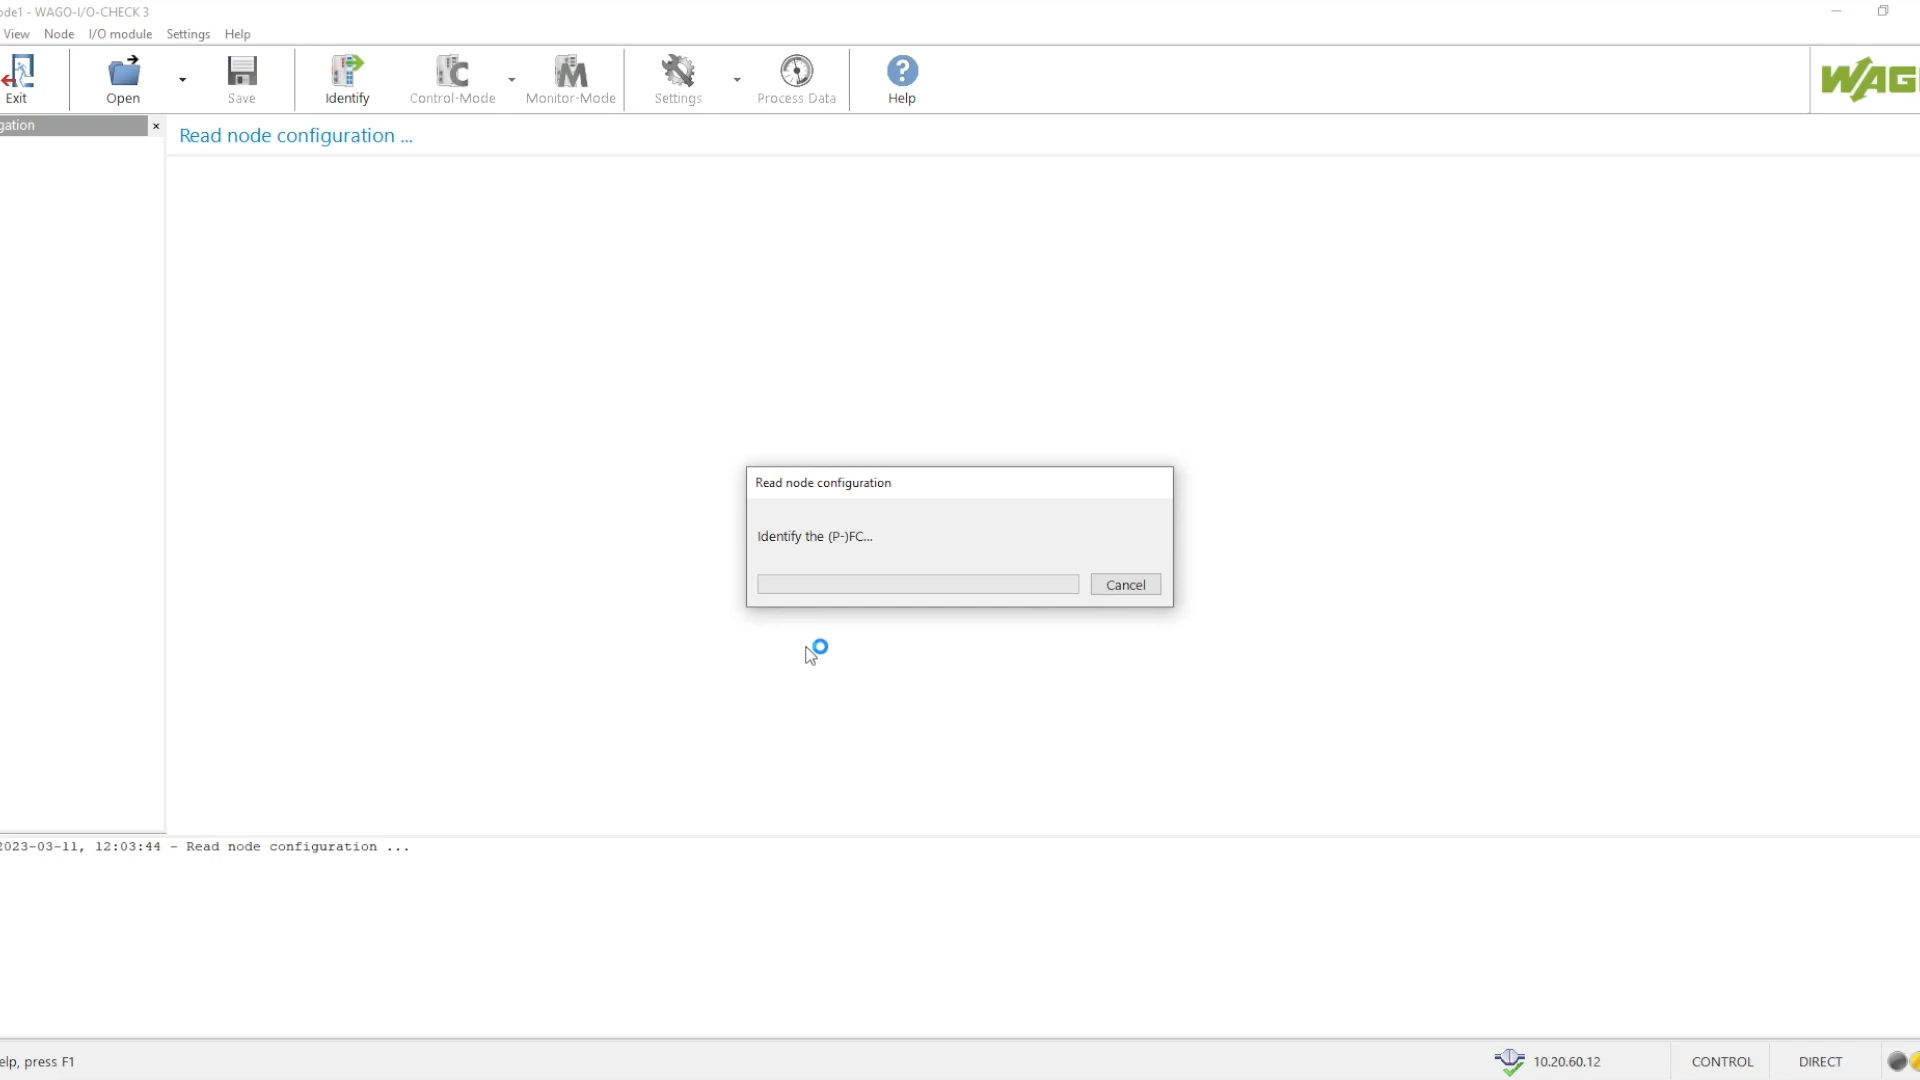 ode1 - WAGO-I/O-CHECK 3
View Node I/O module Settings Help
Exit Open Save Identify Control-Mode Monitor-Mode Settings Process Data Help
WAG
gation
Read node configuration ...
Read node configuration
Identify the (P-)FC...
Cancel
2023-03-11, 12:03:44 - Read node configuration ...
elp, press F1
10.20.60.12
CONTROL
DIRECT